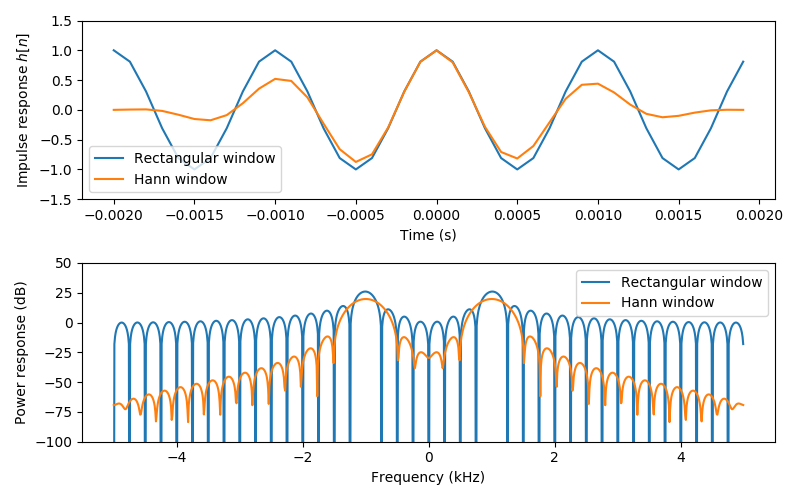 1.5
1.0
0.5
0.0
−0.5
−1.0
−1.5
Impulse response h[n]
Rectangular window
Hann window
−0.0020 −0.0015 −0.0010 −0.0005 0.0000 0.0005 0.0010 0.0015 0.0020
Time (s)
50
25
0
−25
−50
−75
−100
Power response (dB)
Rectangular window
Hann window
−4 −2 0 2 4
Frequency (kHz)